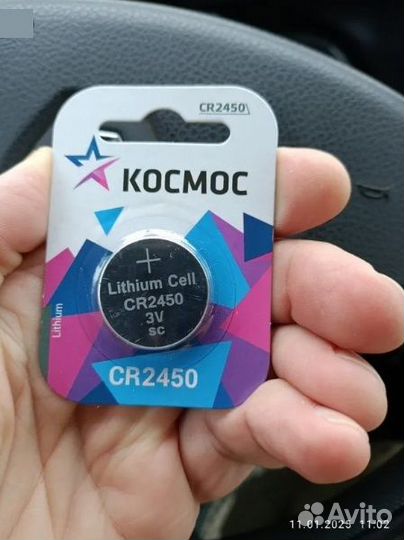 CR2450
КОСМОС
+
Lithium Cell
CR2450
3V
SC
Lithium
CR2450
Avito
11.01.2025 11:02